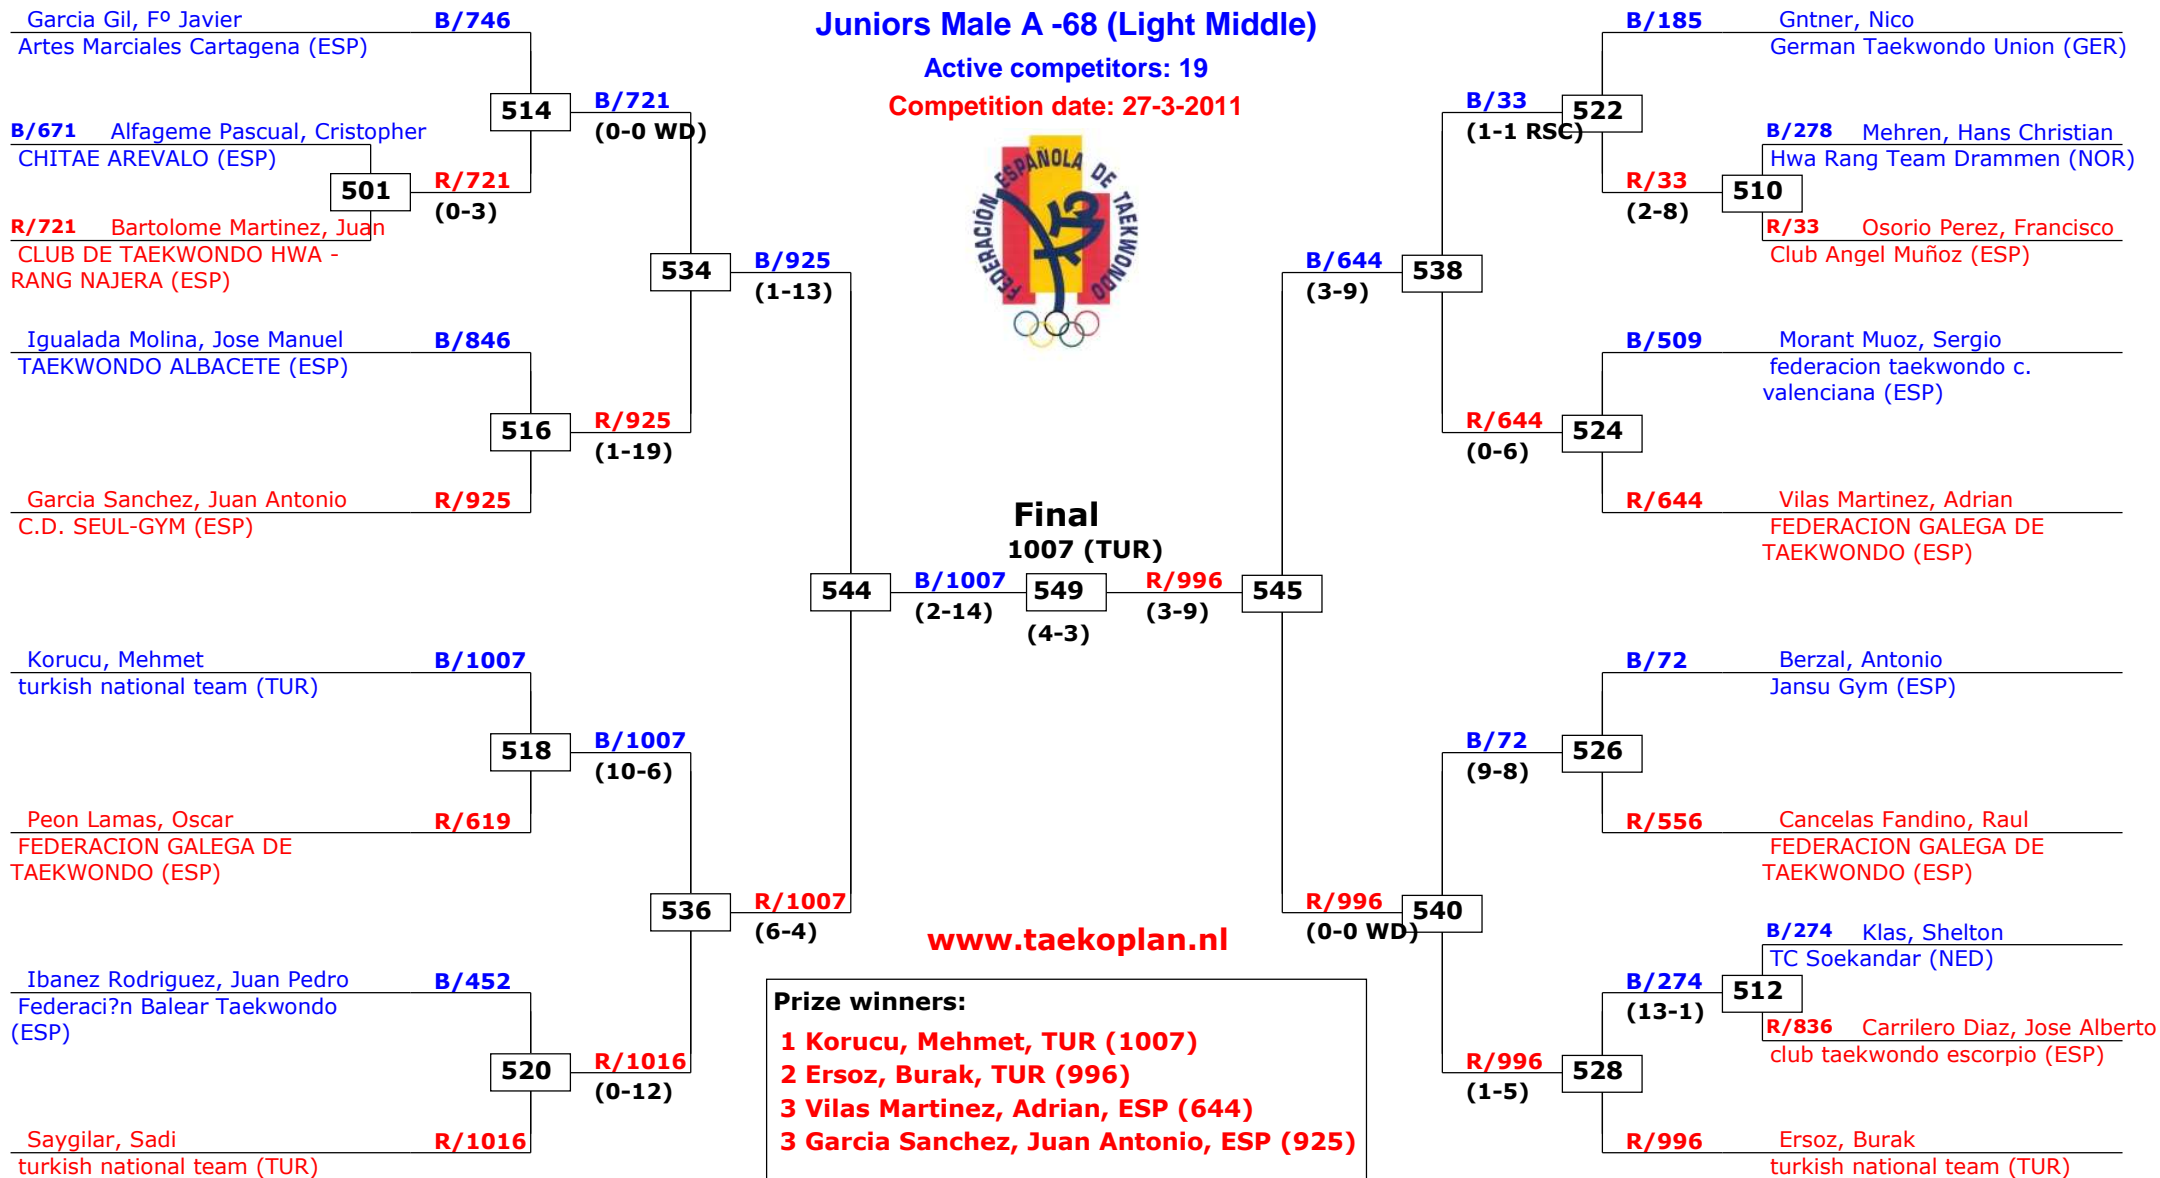 Juniors Male A -68 (Light Middle)
Active competitors: 19
Competition date: 27-3-2011
FEDERACIÓN ESPAÑOLA DE TAEKWONDO
Garcia Gil, Fº Javier B/746
Artes Marciales Cartagena (ESP)
B/671 Alfageme Pascual, Cristopher
CHITAE AREVALO (ESP)
R/721 Bartolome Martinez, Juan
CLUB DE TAEKWONDO HWA -
RANG NAJERA (ESP)
501
R/721
(0-3)
514
B/721
(0-0 WD)
Igualada Molina, Jose Manuel B/846
TAEKWONDO ALBACETE (ESP)
Garcia Sanchez, Juan Antonio R/925
C.D. SEUL-GYM (ESP)
516
R/925
(1-19)
534
B/925
(1-13)
Korucu, Mehmet B/1007
turkish national team (TUR)
Peon Lamas, Oscar R/619
FEDERACION GALEGA DE
TAEKWONDO (ESP)
518
B/1007
(10-6)
Ibanez Rodriguez, Juan Pedro B/452
Federaci?n Balear Taekwondo
(ESP)
Saygilar, Sadi R/1016
turkish national team (TUR)
520
R/1016
(0-12)
536
R/1007
(6-4)
544
B/1007
(2-14)
Final
1007 (TUR)
549
(4-3)
R/996
(3-9)
545
B/644
(3-9)
538
B/33
(1-1 RSC)
522
B/185 Gntner, Nico
German Taekwondo Union (GER)
R/33
(2-8)
510
B/278 Mehren, Hans Christian
Hwa Rang Team Drammen (NOR)
R/33 Osorio Perez, Francisco
Club Angel Muñoz (ESP)
R/644
(0-6)
524
B/509 Morant Muoz, Sergio
federacion taekwondo c.
valenciana (ESP)
R/644 Vilas Martinez, Adrian
FEDERACION GALEGA DE
TAEKWONDO (ESP)
R/996
(0-0 WD)
540
B/72
(9-8)
526
B/72 Berzal, Antonio
Jansu Gym (ESP)
R/556 Cancelas Fandino, Raul
FEDERACION GALEGA DE
TAEKWONDO (ESP)
R/996
(1-5)
528
B/274
(13-1)
512
B/274 Klas, Shelton
TC Soekandar (NED)
R/836 Carrilero Diaz, Jose Alberto
club taekwondo escorpio (ESP)
R/996 Ersoz, Burak
turkish national team (TUR)
www.taekoplan.nl
Prize winners:
1 Korucu, Mehmet, TUR (1007)
2 Ersoz, Burak, TUR (996)
3 Vilas Martinez, Adrian, ESP (644)
3 Garcia Sanchez, Juan Antonio, ESP (925)